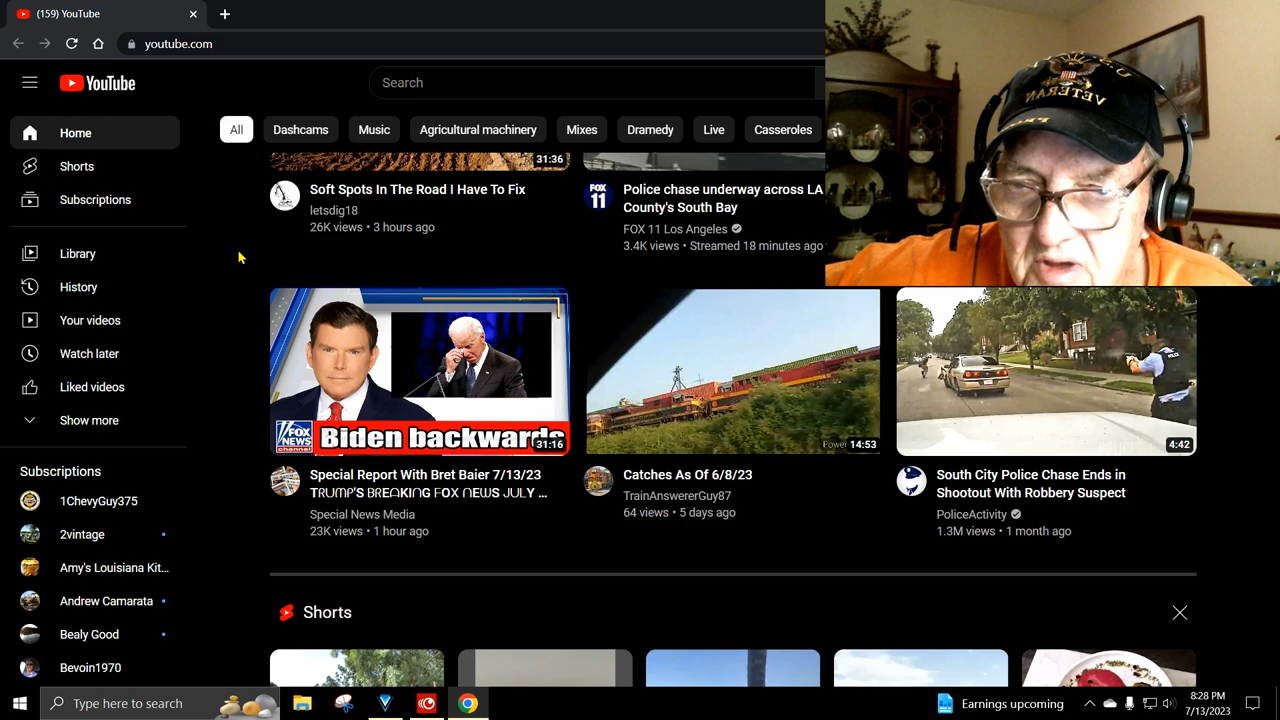 (159) YouTube
youtube.com
YouTube
Search
Home
Shorts
Subscriptions
Library
History
Your videos
Watch later
Liked videos
Show more
Subscriptions
1ChevyGuy375
2vintage
Amy's Louisiana Kit...
Andrew Camarata
Bealy Good
Bevoin1970
All
Dashcams
Music
Agricultural machinery
Mixes
Dramedy
Live
Casseroles
31:36
Soft Spots In The Road I Have To Fix
letsdig18
26K views • 3 hours ago
FOX
11
Police chase underway across LA
County's South Bay
FOX 11 Los Angeles
3.4K views • Streamed 18 minutes ago
U.S.
VETERAN
FOX
NEWS
channel
Biden backwards
31:16
Special Report With Bret Baier 7/13/23
TRUMP'S BREAKING FOX NEWS JULY ...
Special News Media
23K views • 1 hour ago
Power
14:53
Catches As Of 6/8/23
TrainAnswererGuy87
64 views • 5 days ago
POLICE
4:42
South City Police Chase Ends in
Shootout With Robbery Suspect
PoliceActivity
1.3M views • 1 month ago
Shorts
Type here to search
Earnings upcoming
8:28 PM
7/13/2023